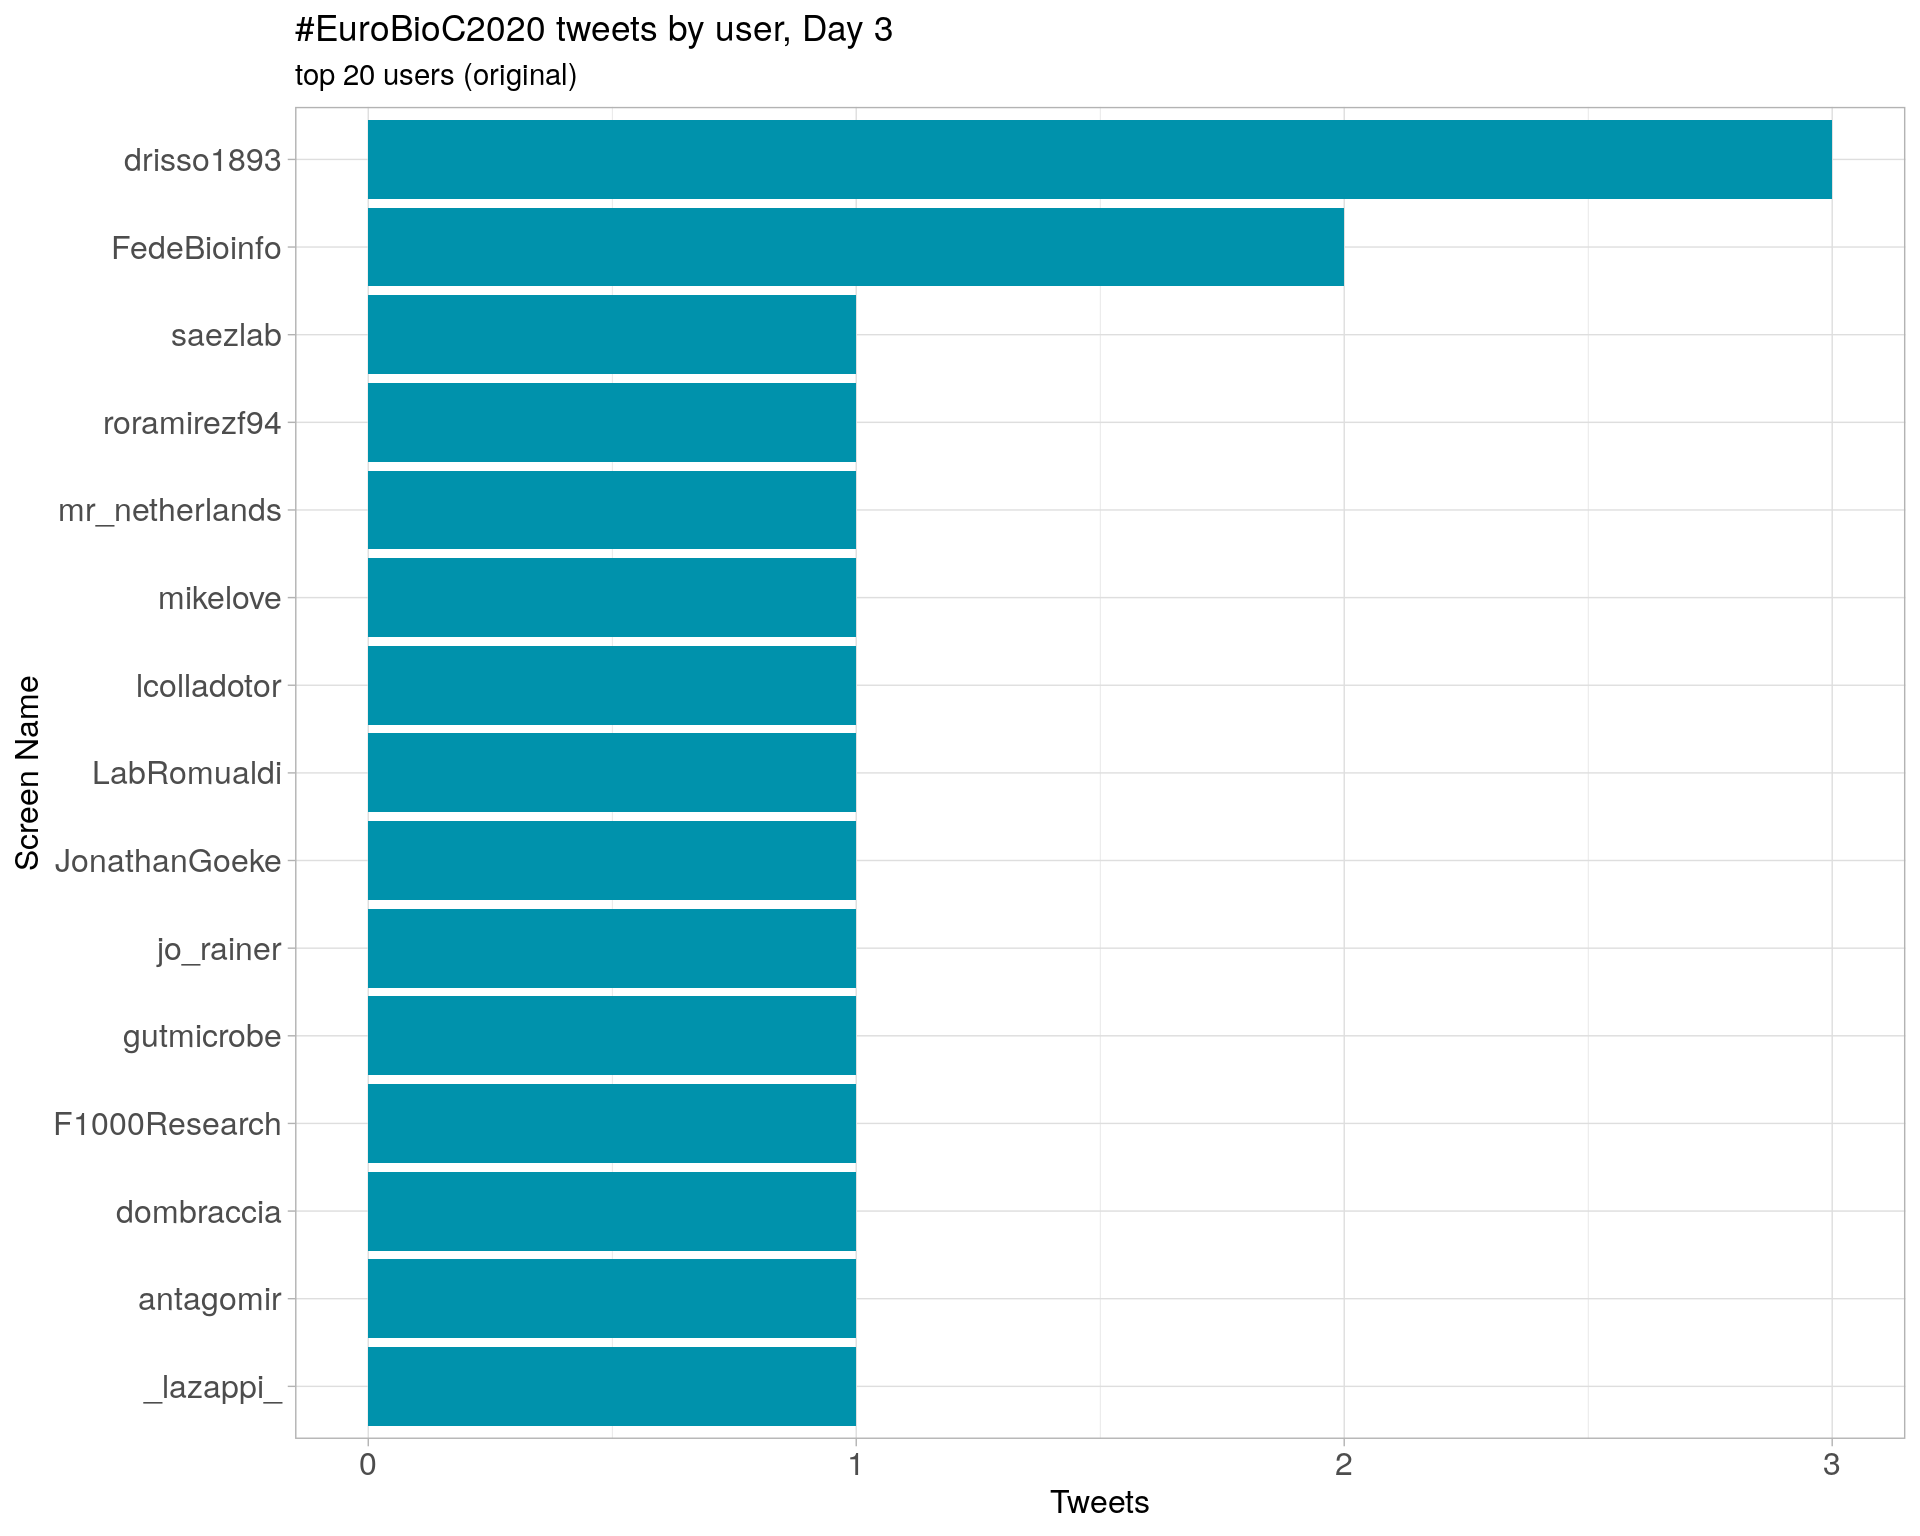 #EuroBioC2020 tweets by user, Day 3
top 20 users (original)
Screen Name
drisso1893
FedeBioinfo
saezlab
roramirezf94
mr_netherlands
mikelove
lcolladotor
LabRomualdi
JonathanGoeke
jo_rainer
gutmicrobe
F1000Research
dombraccia
antagomir
_lazappi_
0 1 2 3
Tweets